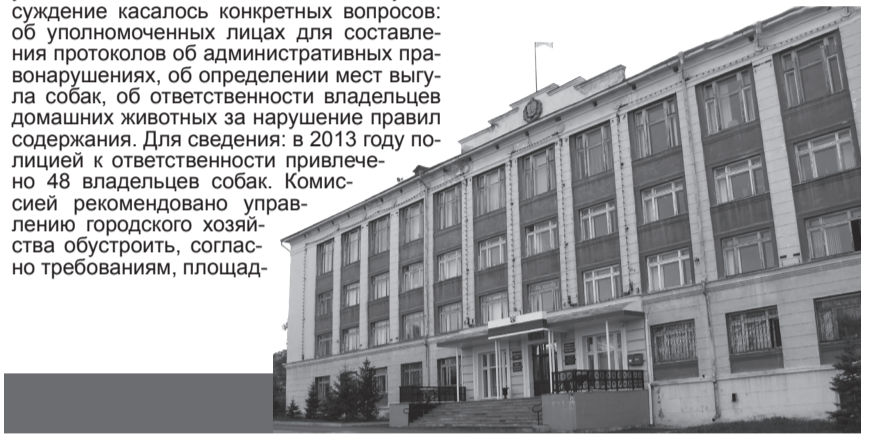 суждение касалось конкретных вопросов:
об уполномоченных лицах для составле-
ния протоколов об административных пра-
вонарушениях, об определении мест выгу-
ла собак, об ответственности владельцев
домашних животных за нарушение правил
содержания. Для сведения: в 2013 году по-
лицией к ответственности привлече-
но 48 владельцев собак. Комис-
сией рекомендовано управ-
лению городского хозяй-
ства обустроить, соглас-
но требованиям, площад-